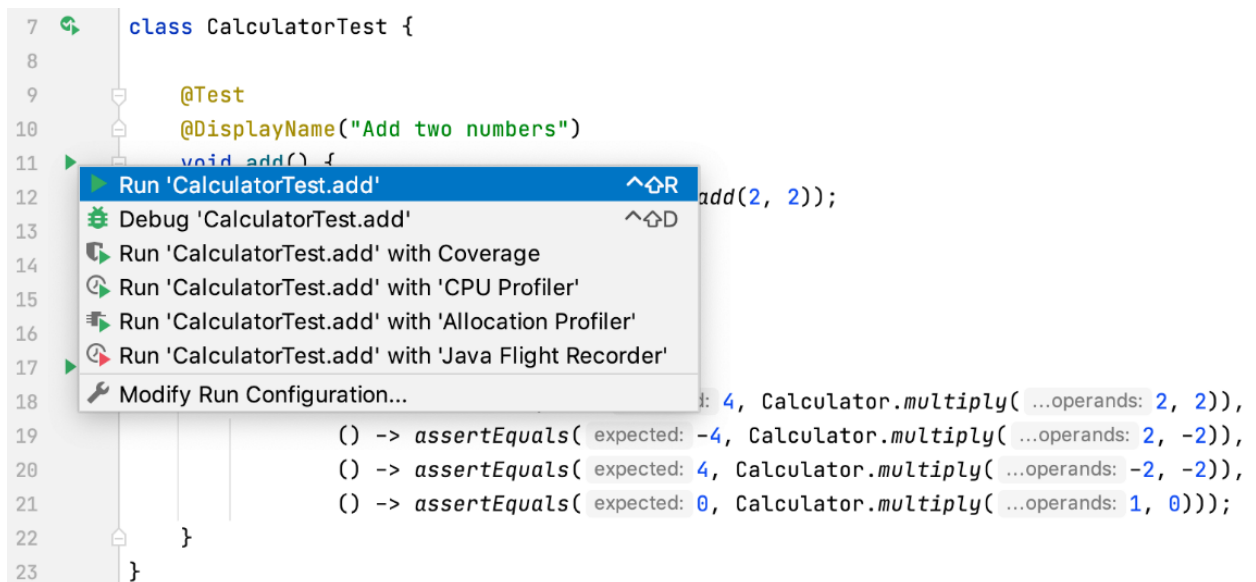 7 class CalculatorTest {
8
9 @Test
10 @DisplayName("Add two numbers")
11 void add() {
Run 'CalculatorTest.add' ^⇧R
12 add(2, 2));
Debug 'CalculatorTest.add' ^⇧D
13
Run 'CalculatorTest.add' with Coverage
14
Run 'CalculatorTest.add' with 'CPU Profiler'
15
Run 'CalculatorTest.add' with 'Allocation Profiler'
16
Run 'CalculatorTest.add' with 'Java Flight Recorder'
17
Modify Run Configuration...
18 4, Calculator.multiply( ...operands: 2, 2)),
19 () -> assertEquals( expected: -4, Calculator.multiply( ...operands: 2, -2)),
20 () -> assertEquals( expected: 4, Calculator.multiply( ...operands: -2, -2)),
21 () -> assertEquals( expected: 0, Calculator.multiply( ...operands: 1, 0)));
22 }
23 }